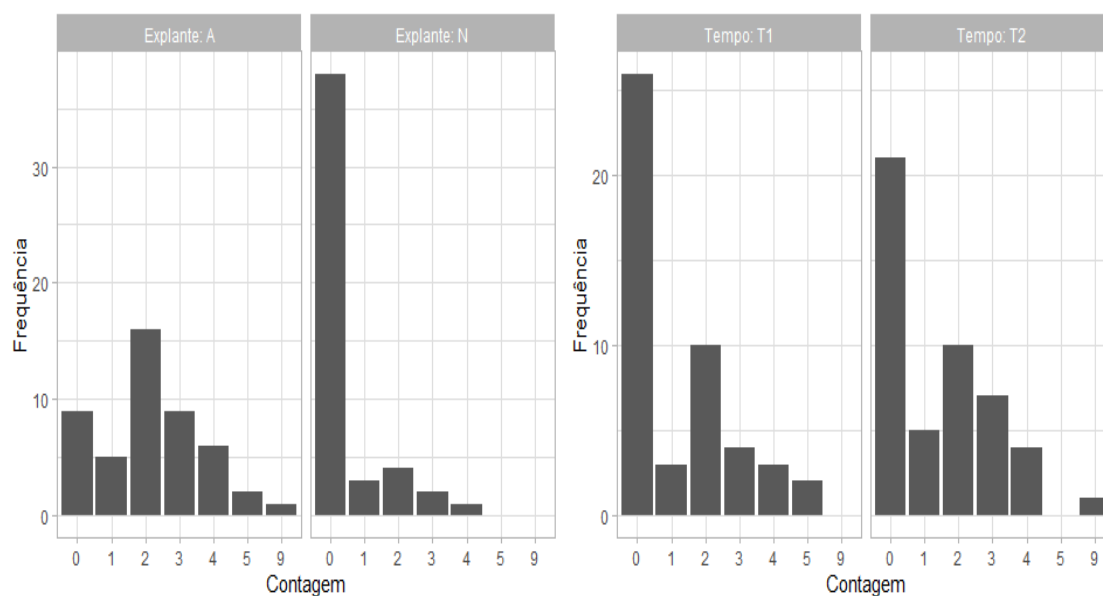 Explante: A
Explante: N
30
20
10
0
Frequência
0 1 2 3 4 5 9
0 1 2 3 4 5 9
Contagem
Tempo: T1
Tempo: T2
20
10
0
Frequência
0 1 2 3 4 5 9
0 1 2 3 4 5 9
Contagem